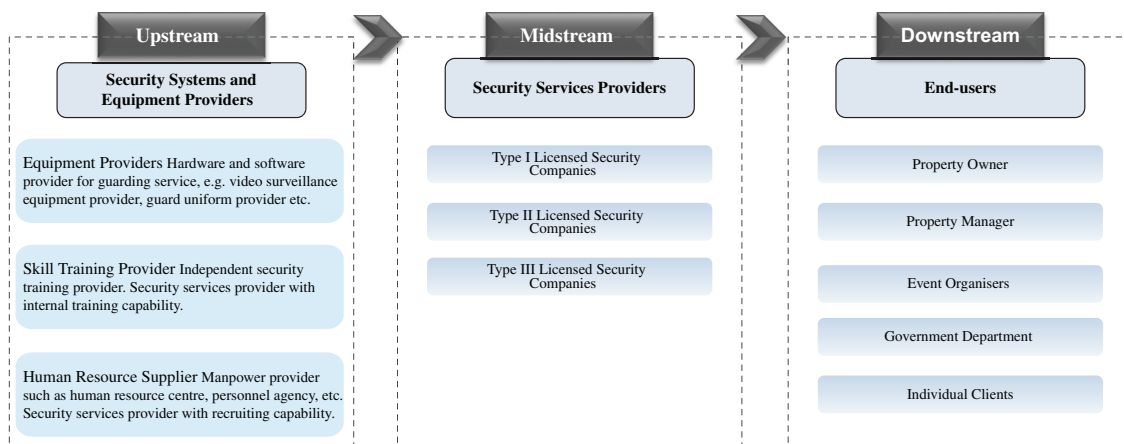 Upstream
Security Systems and
Equipment Providers
Equipment Providers Hardware and software
provider for guarding service, e.g. video surveillance
equipment provider, guard uniform provider etc.
Skill Training Provider Independent security
training provider. Security services provider with
internal training capability.
Human Resource Supplier Manpower provider
such as human resource centre, personnel agency, etc.
Security services provider with recruiting capability.
Midstream
Security Services Providers
Type I Licensed Security
Companies
Type II Licensed Security
Companies
Type III Licensed Security
Companies
Downstream
End-users
Property Owner
Property Manager
Event Organisers
Government Department
Individual Clients